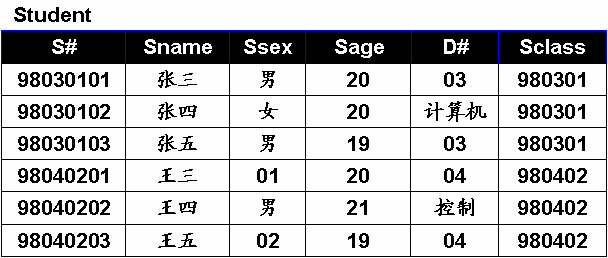 Student
S# Sname Ssex Sage D# Sclass
98030101 张三 男 20 03 980301
98030102 张四 女 20 计算机 980301
98030103 张五 男 19 03 980301
98040201 王三 01 20 04 980402
98040202 王四 男 21 控制 980402
98040203 王五 02 19 04 980402